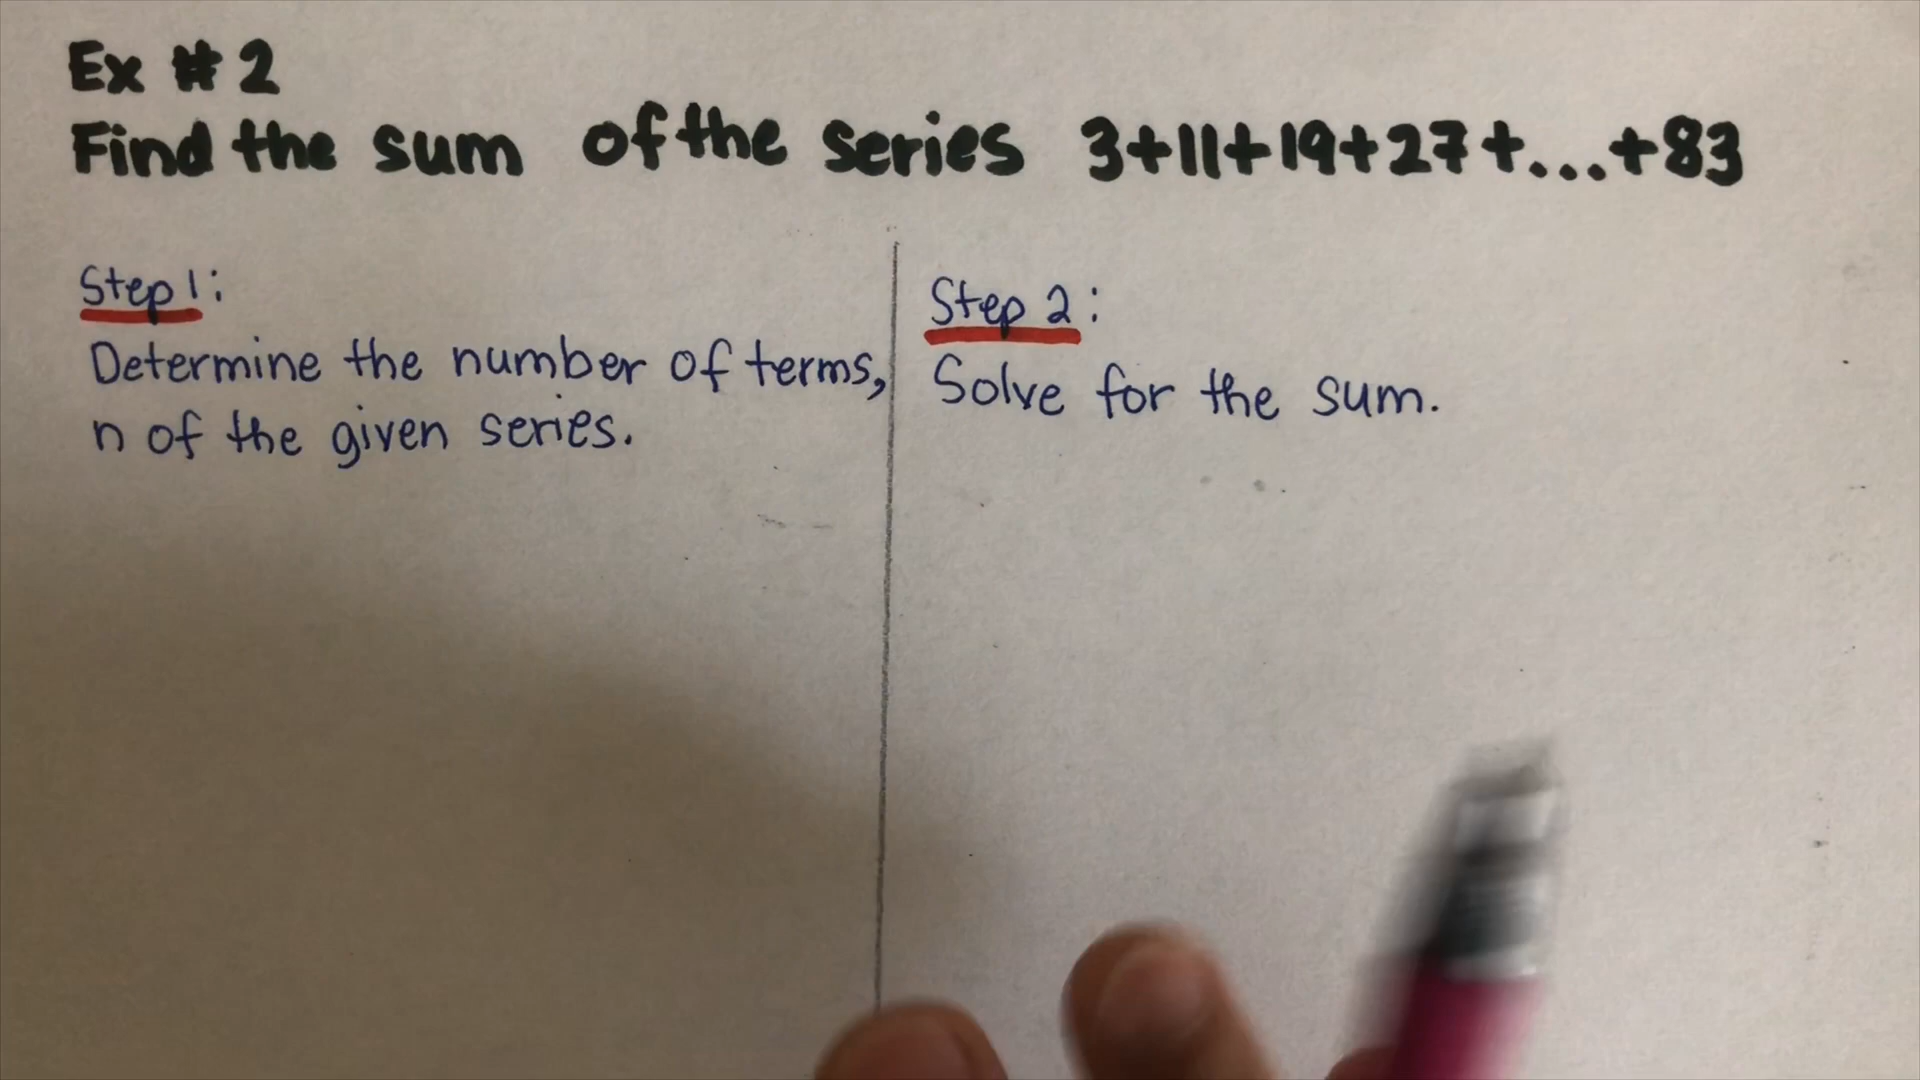 Ex #2
Find the sum of the series 3+11+19+27+...+83
Step 1:
Determine the number of terms,
n of the given series.
Step 2:
Solve for the sum.